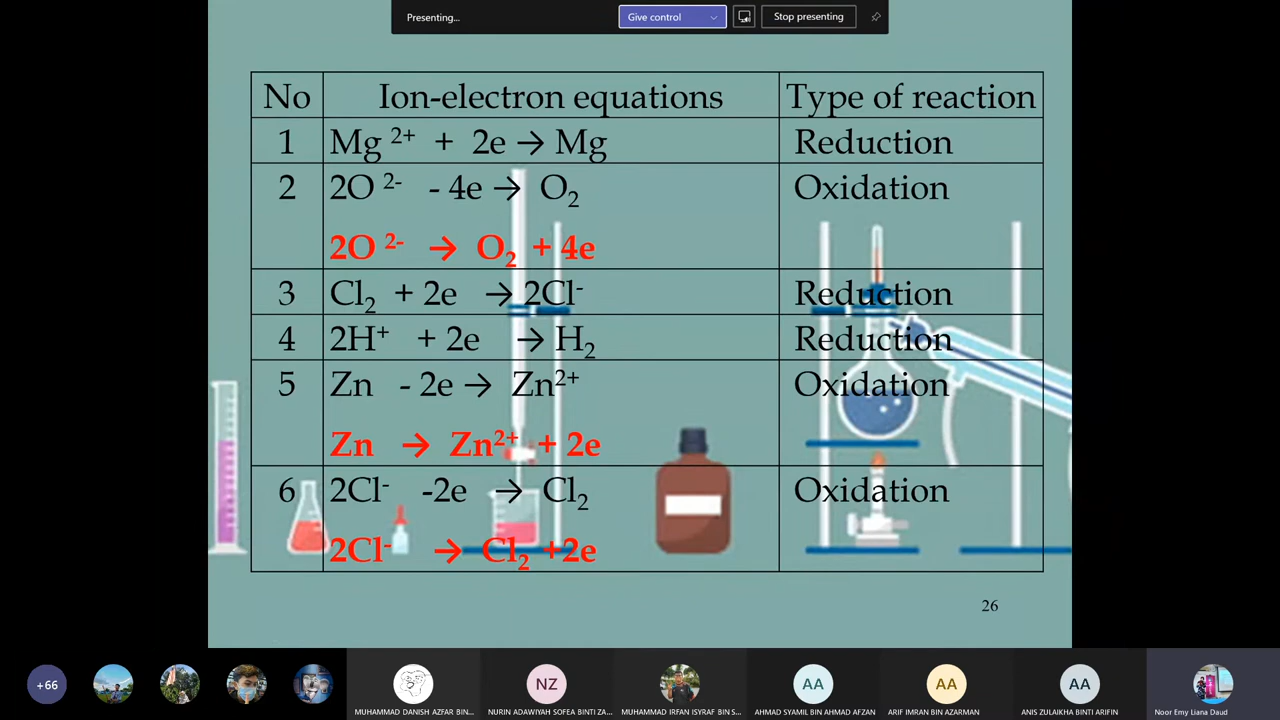 Presenting...
Give control
Stop presenting
No Ion-electron equations Type of reaction
1 Mg ²⁺ + 2e → Mg Reduction
2 2O ²⁻ - 4e → O₂ Oxidation
2O ²⁻ → O₂ + 4e
3 Cl₂ + 2e → 2Cl⁻ Reduction
4 2H⁺ + 2e → H₂ Reduction
5 Zn - 2e → Zn²⁺ Oxidation
Zn → Zn²⁺ + 2e
6 2Cl⁻ -2e → Cl₂ Oxidation
2Cl⁻ → Cl₂ +2e
26
+66
NZ
AA
AA
AA
MUHAMMAD DANISH AZFAR BIN...
NURIN ADAWIYAH SOFEA BINTI ZA...
MUHAMMAD IRFAN ISYRAF BIN S...
AHMAD SYAMIL BIN AHMAD AFZAN
ARIF IMRAN BIN AZARMAN
ANIS ZULAIKHA BINTI ARIFIN
Noor Emy Liana Daud